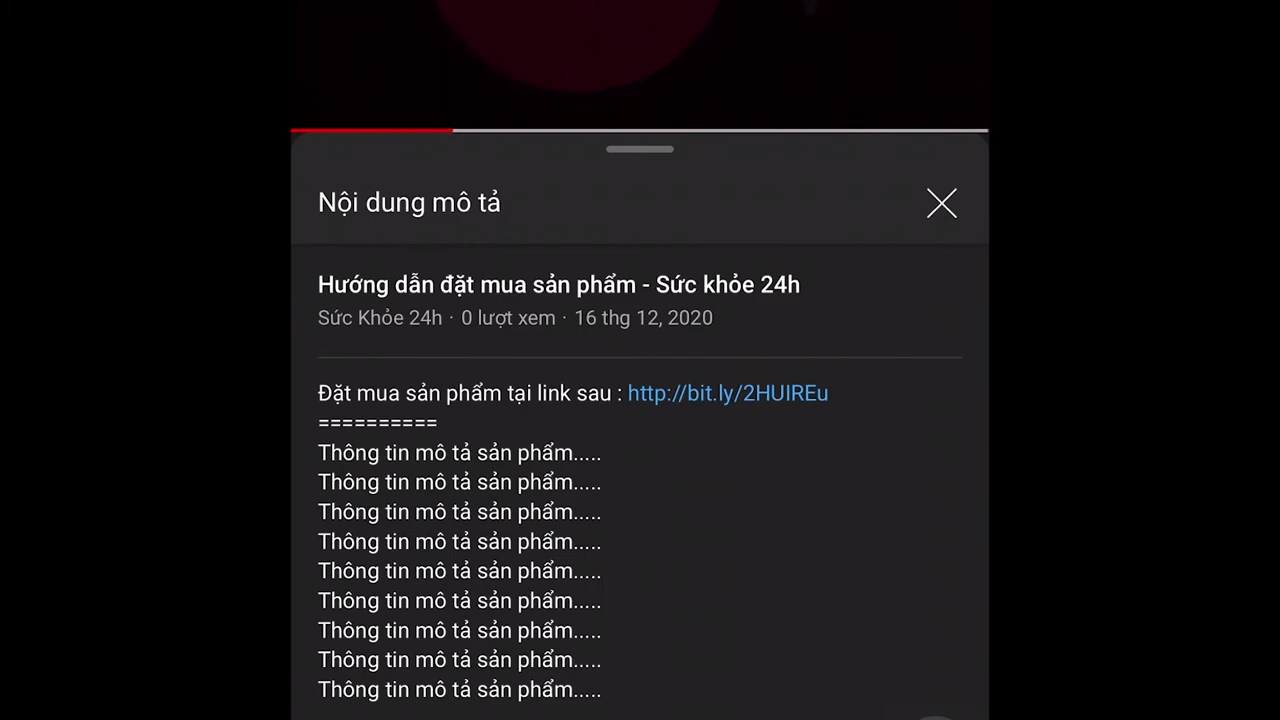 Nội dung mô tả
Hướng dẫn đặt mua sản phẩm - Sức khỏe 24h
Sức Khỏe 24h · 0 lượt xem · 16 thg 12, 2020
Đặt mua sản phẩm tại link sau : http://bit.ly/2HUIREu
==========
Thông tin mô tả sản phẩm.....
Thông tin mô tả sản phẩm.....
Thông tin mô tả sản phẩm.....
Thông tin mô tả sản phẩm.....
Thông tin mô tả sản phẩm.....
Thông tin mô tả sản phẩm.....
Thông tin mô tả sản phẩm.....
Thông tin mô tả sản phẩm.....
Thông tin mô tả sản phẩm.....